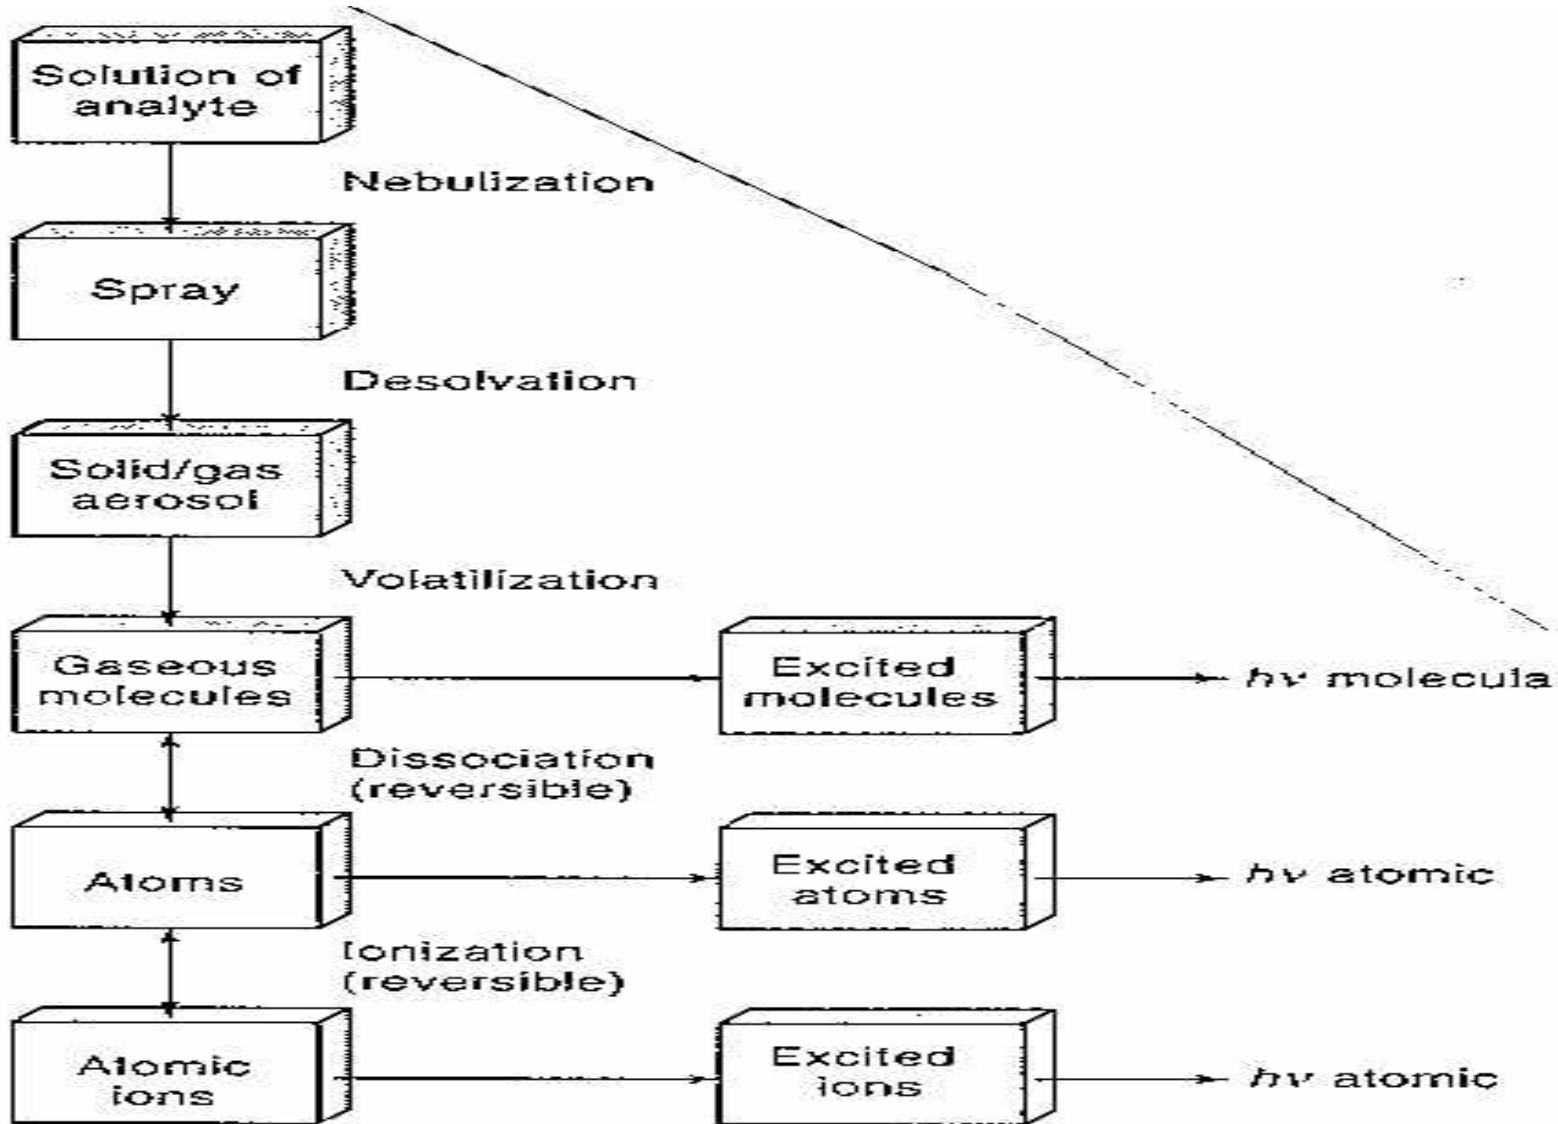 Solution of
analyte
Nebulization
Spray
Desolvation
Solid/gas
aerosol
Volatilization
Gaseous
molecules
Excited
molecules
hν molecula
Dissociation
(reversible)
Atoms
Excited
atoms
hν atomic
Ionization
(reversible)
Atomic
ions
Excited
ions
hν atomic